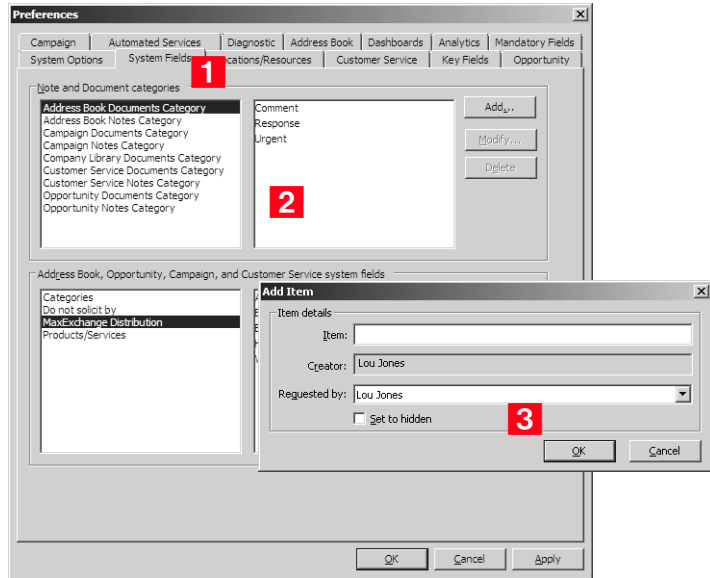 Preferences
Campaign Automated Services Diagnostic Address Book Dashboards Analytics Mandatory Fields
System Options System Fields cations/Resources Customer Service Key Fields Opportunity
1
Note and Document categories
Address Book Documents Category
Address Book Notes Category
Campaign Documents Category
Campaign Notes Category
Company Library Documents Category
Customer Service Documents Category
Customer Service Notes Category
Opportunity Documents Category
Opportunity Notes Category
Comment
Response
Urgent
2
Add...
Modify...
Delete
Address Book, Opportunity, Campaign, and Customer Service system fields
Categories
Do not solicit by
MaxExchange Distribution
Products/Services
Add Item
Item details
Item:
Creator: Lou Jones
Requested by: Lou Jones
Set to hidden
3
OK Cancel
OK Cancel Apply